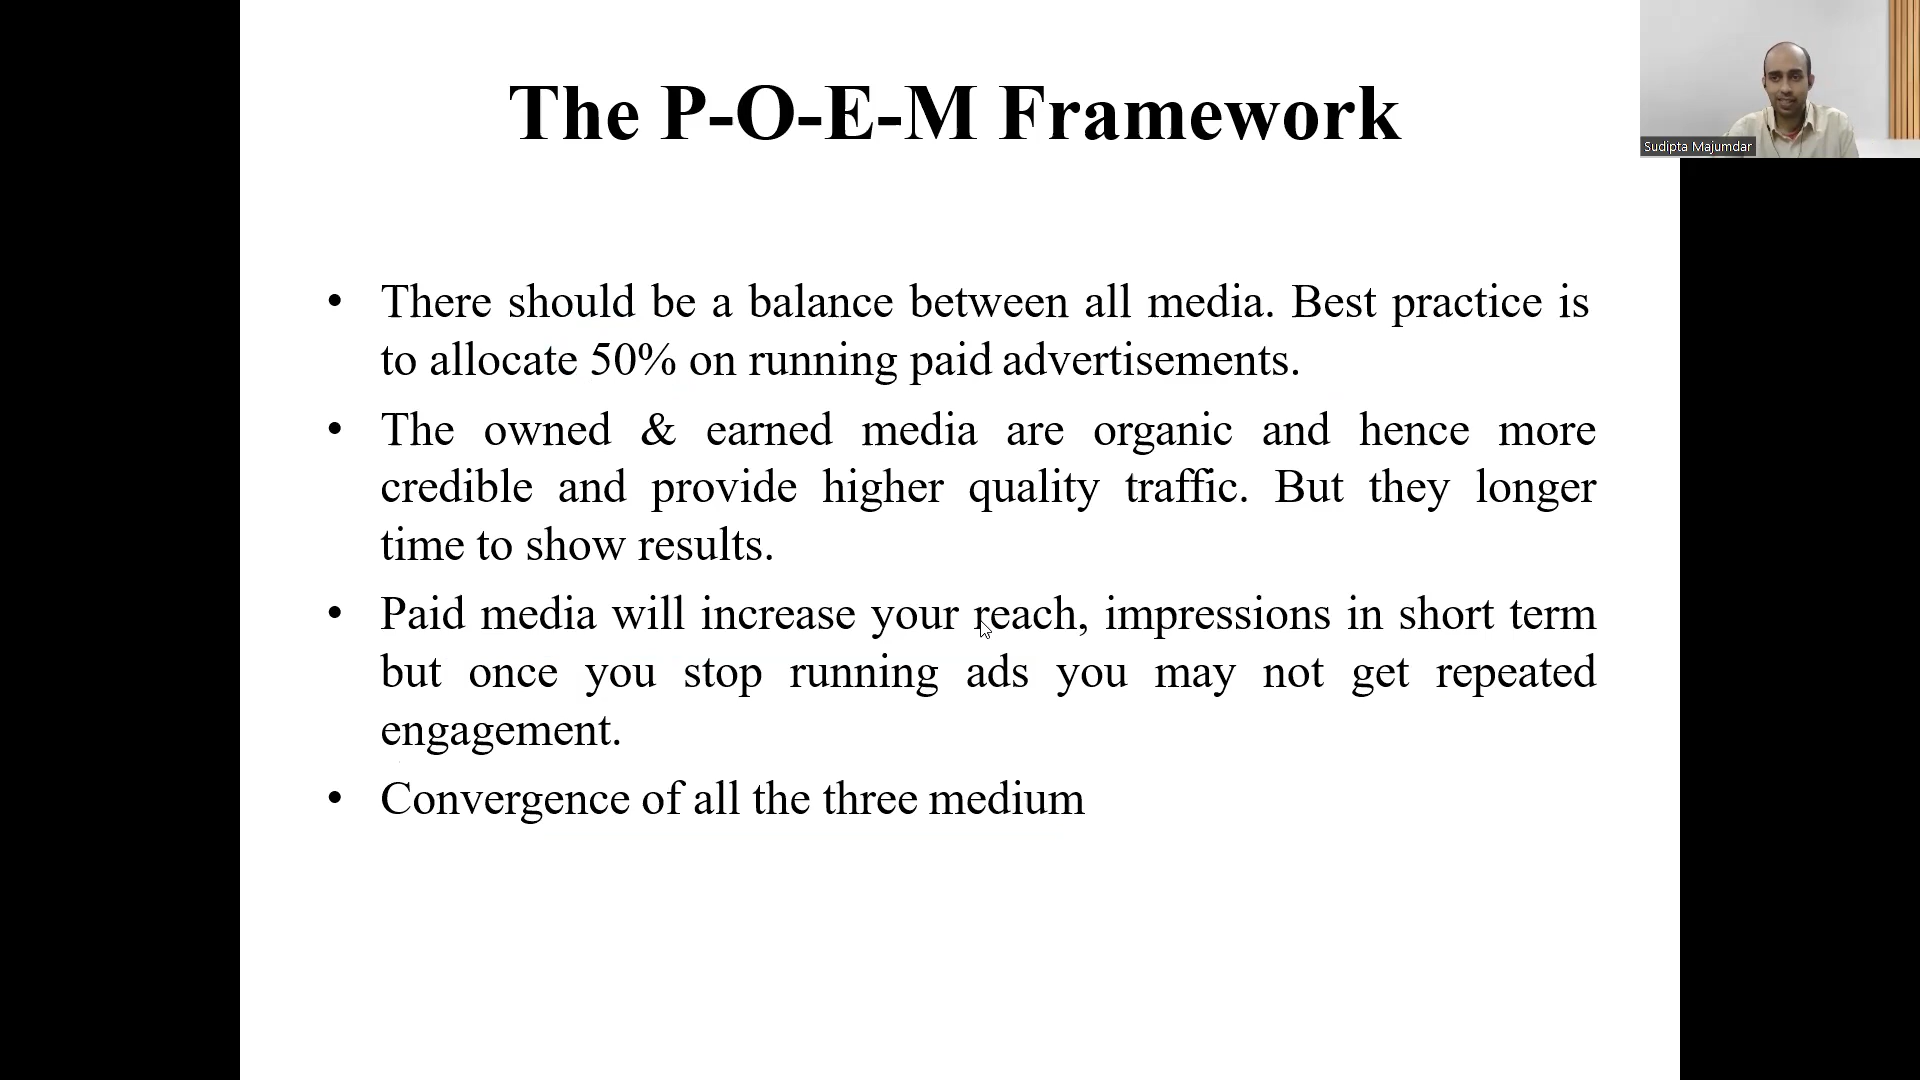 The P-O-E-M Framework
Sudipta Majumdar
• There should be a balance between all media. Best practice is
to allocate 50% on running paid advertisements.
• The owned & earned media are organic and hence more
credible and provide higher quality traffic. But they longer
time to show results.
• Paid media will increase your reach, impressions in short term
but once you stop running ads you may not get repeated
engagement.
• Convergence of all the three medium